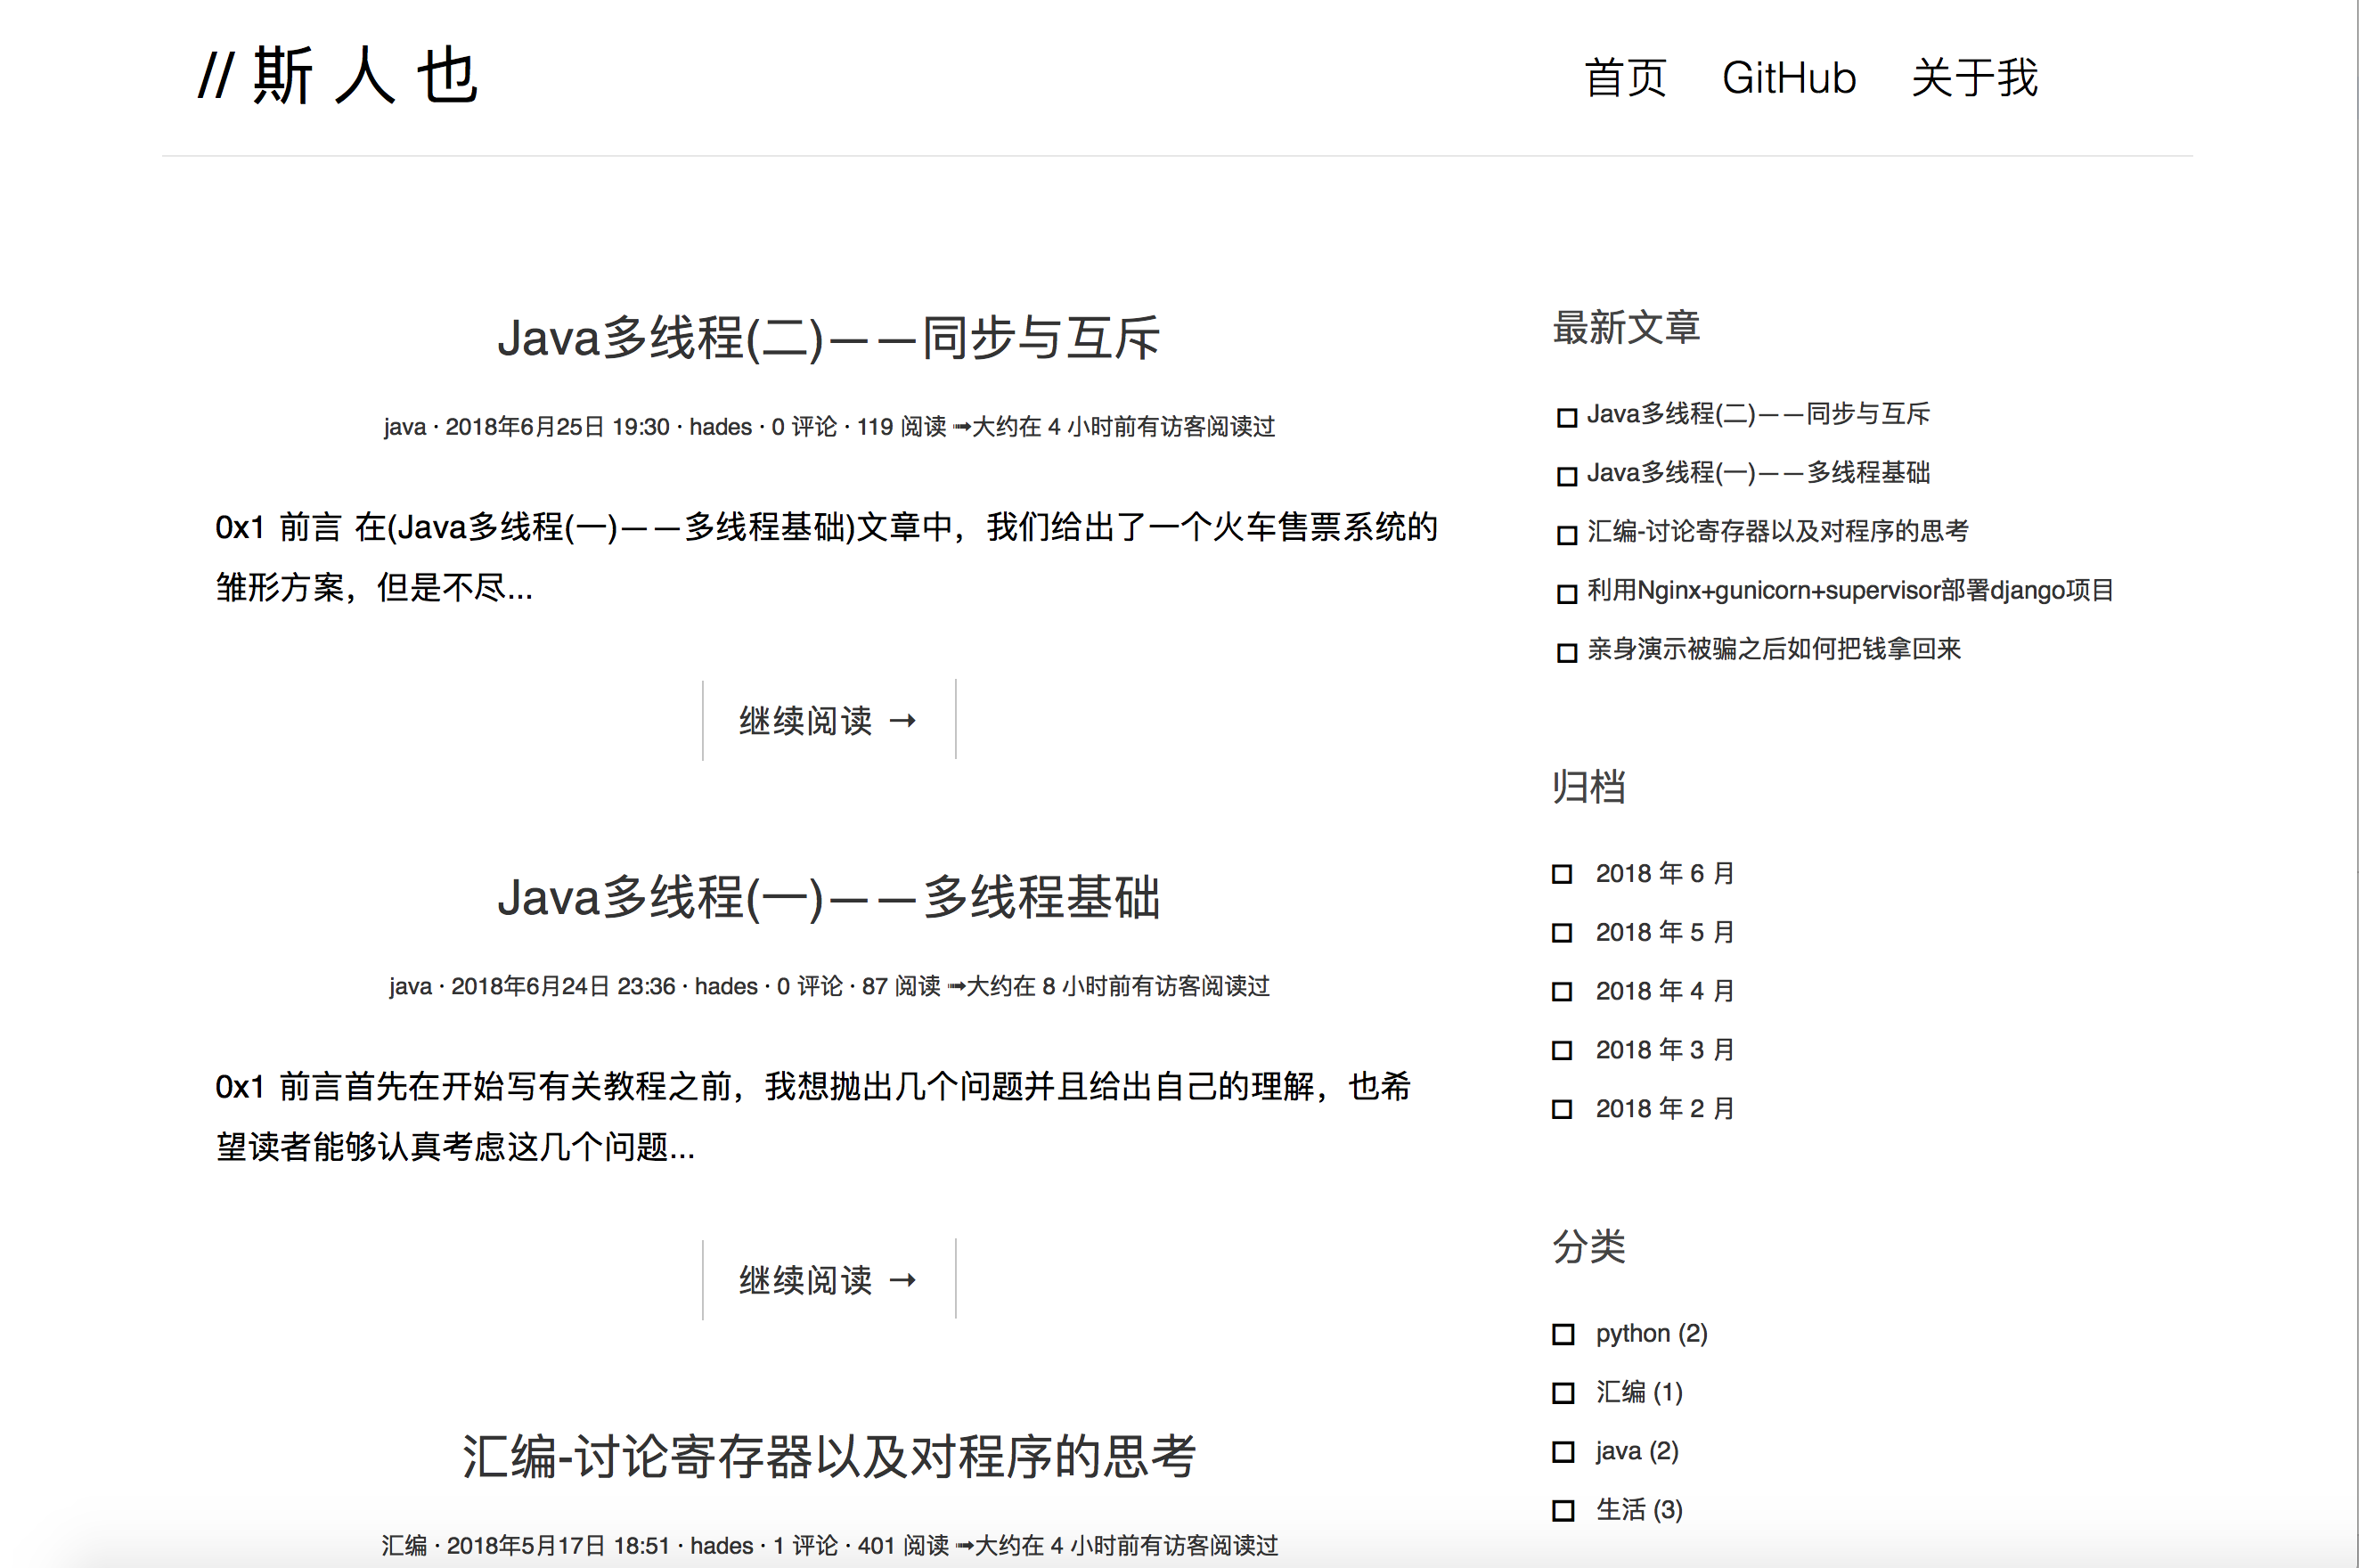 // 斯 人 也
首页 GitHub 关于我
Java多线程(二)——同步与互斥
java · 2018年6月25日 19:30 · hades · 0 评论 · 119 阅读 ➟大约在 4 小时前有访客阅读过
0x1 前言 在(Java多线程(一)——多线程基础)文章中，我们给出了一个火车售票系统的
雏形方案，但是不尽...
继续阅读 →
Java多线程(一)——多线程基础
java · 2018年6月24日 23:36 · hades · 0 评论 · 87 阅读 ➟大约在 8 小时前有访客阅读过
0x1 前言首先在开始写有关教程之前，我想抛出几个问题并且给出自己的理解，也希
望读者能够认真考虑这几个问题...
继续阅读 →
汇编-讨论寄存器以及对程序的思考
汇编 · 2018年5月17日 18:51 · hades · 1 评论 · 401 阅读 ➟大约在 4 小时前有访客阅读过
最新文章
Java多线程(二)——同步与互斥
Java多线程(一)——多线程基础
汇编-讨论寄存器以及对程序的思考
利用Nginx+gunicorn+supervisor部署django项目
亲身演示被骗之后如何把钱拿回来
归档
2018 年 6 月
2018 年 5 月
2018 年 4 月
2018 年 3 月
2018 年 2 月
分类
python (2)
汇编 (1)
java (2)
生活 (3)